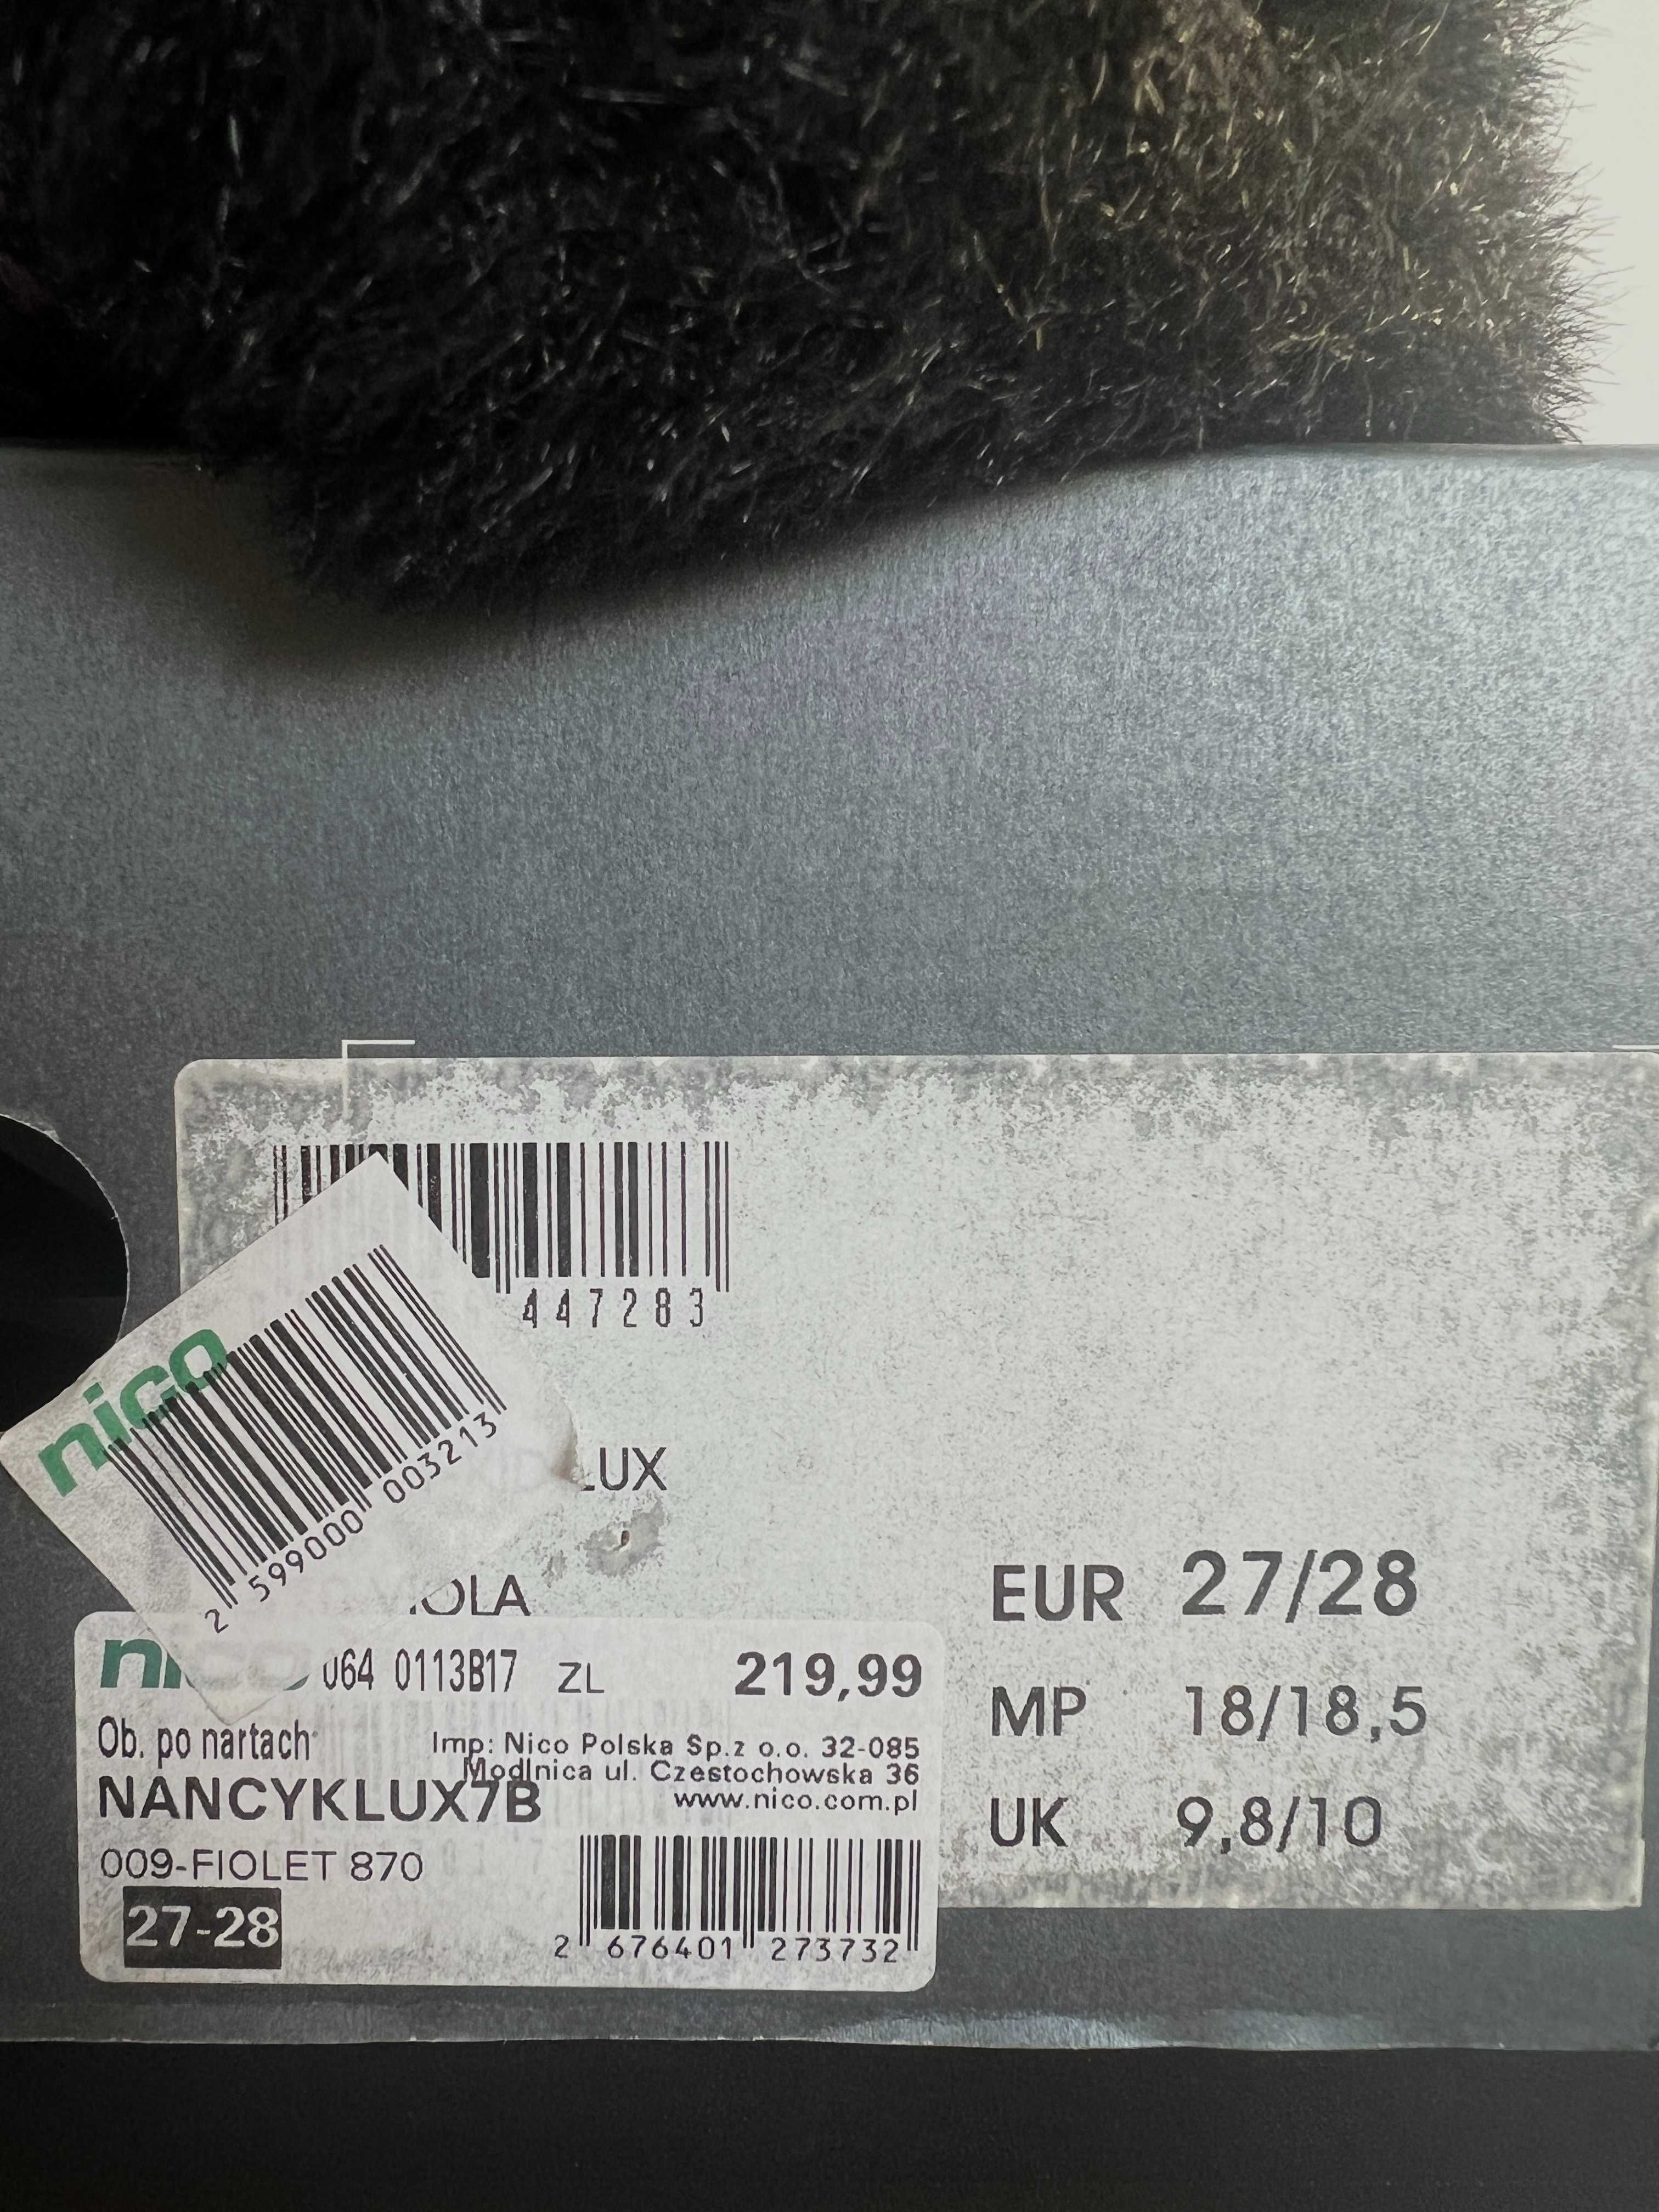 447283
nico
2 599000 003213
LUX
OLA
EUR 27/28
MP 18/18,5
UK 9,8/10
064 0113B17 ZL 219,99
Ob. po nartach
Imp: Nico Polska Sp.z o.o. 32-085
Modlnica ul. Czestochowska 36
NANCYKLUX7B
www.nico.com.pl
009-FIOLET 870
27-28
2 676401 273732